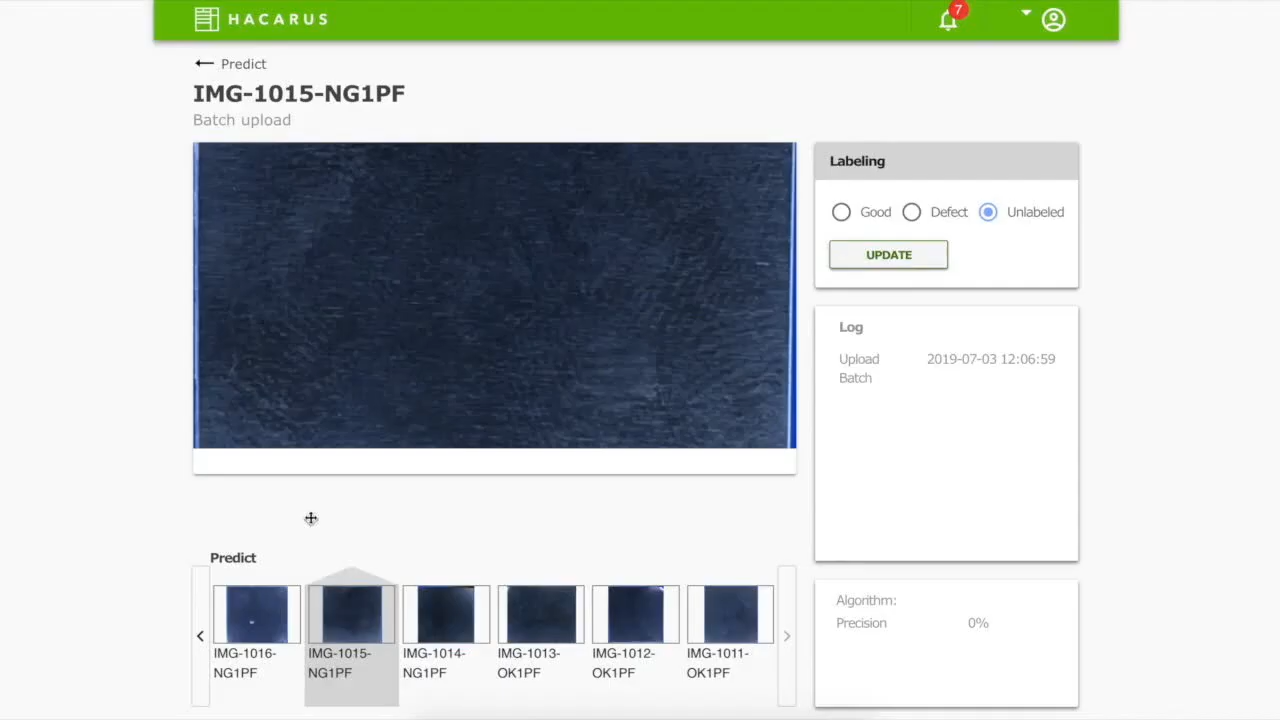 HACARUS
7
Predict
IMG-1015-NG1PF
Batch upload
Labeling
Good Defect Unlabeled
UPDATE
Log
Upload 2019-07-03 12:06:59
Batch
Predict
IMG-1016-
NG1PF
IMG-1015-
NG1PF
IMG-1014-
NG1PF
IMG-1013-
OK1PF
IMG-1012-
OK1PF
IMG-1011-
OK1PF
Algorithm:
Precision 0%